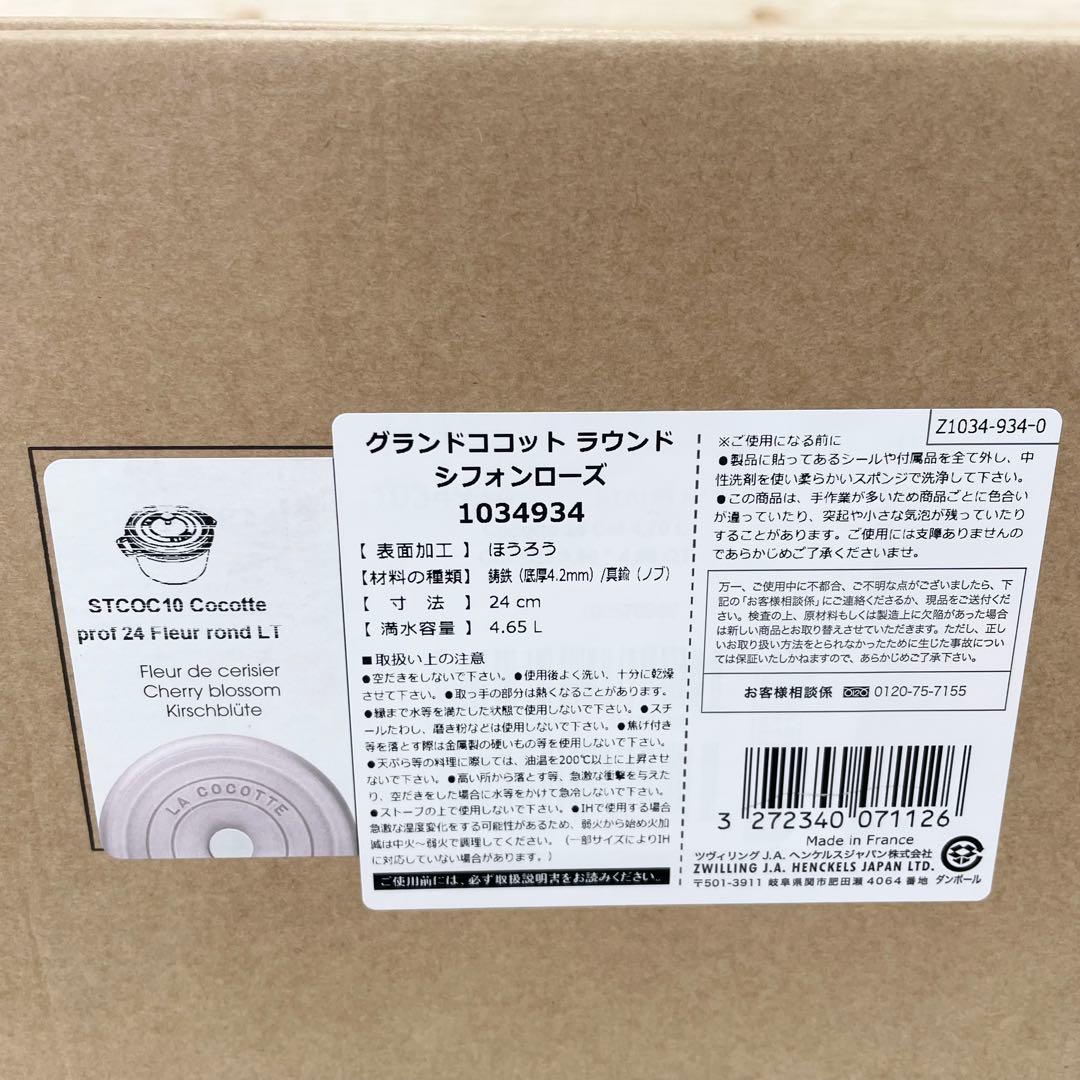 STCOC10 Cocotte
prof 24 Fleur rond LT
Fleur de cerisier
Cherry blossom
Kirschblüte
LA COCOTTE
グランドココット ラウンド
シフォンローズ
1034934
【 表面加工 】 ほうろう
【材料の種類】 鋳鉄（底厚4.2mm）/真鍮（ノブ）
【 寸 法 】 24 cm
【 満水容量 】 4.65 L
■取扱い上の注意
●空だきをしないで下さい。●使用後よく洗い、十分に乾燥
させて下さい。●取っ手の部分は熱くなることがあります。
●縁まで水等を満たした状態で使用しないで下さい。●スチ
ールたわし、磨き粉などは使用しないで下さい。●焦げ付き
等を落とす際は金属製の硬いもの等を使用しないで下さい。
●天ぷら等の料理に際しては、油温を200℃以上に上昇させ
ないで下さい。●高い所から落とす等、急激な衝撃を与えた
り、空だきをした場合に水等をかけて急冷しないで下さい。
●ストーブの上で使用しないで下さい。●IHで使用する場合
急激な温度変化をする可能性があるため、弱火から始め火加
減は中火～弱火で調理してください。（一部サイズによりIH
に対応していない場合があります。）
ご使用前には、必ず取扱説明書をお読みください。
Z1034-934-0
※ご使用になる前に
●製品に貼ってあるシールや付属品を全て外し、中
性洗剤を使い柔らかいスポンジで洗浄して下さい。
●この商品は、手作業が多いため商品ごとに色合い
が違っていたり、突起や小さな気泡が残っていたり
することがあります。ご使用には支障ありませんの
であらかじめご了承くださいませ。
万一、ご使用中に不都合、ご不明な点がございましたら、下
記の「お客様相談係」にご連絡くださるか、現品をご送付くださ
い。検査の上、原材料もしくは製造上に欠陥があった場合
は新しい商品とお取り替えさせていただきます。ただし、正し
いお取り扱い方法をとられなかったために生じた事故につい
ては保証いたしかねますので、あらかじめご了承下さい。
お客様相談係 0120-75-7155
3 272340 071126
Made in France
ツヴィリング J.A. ヘンケルスジャパン株式会社
ZWILLING J.A. HENCKELS JAPAN LTD.
〒501-3911 岐阜県関市肥田瀬 4064 番地
ダンボール